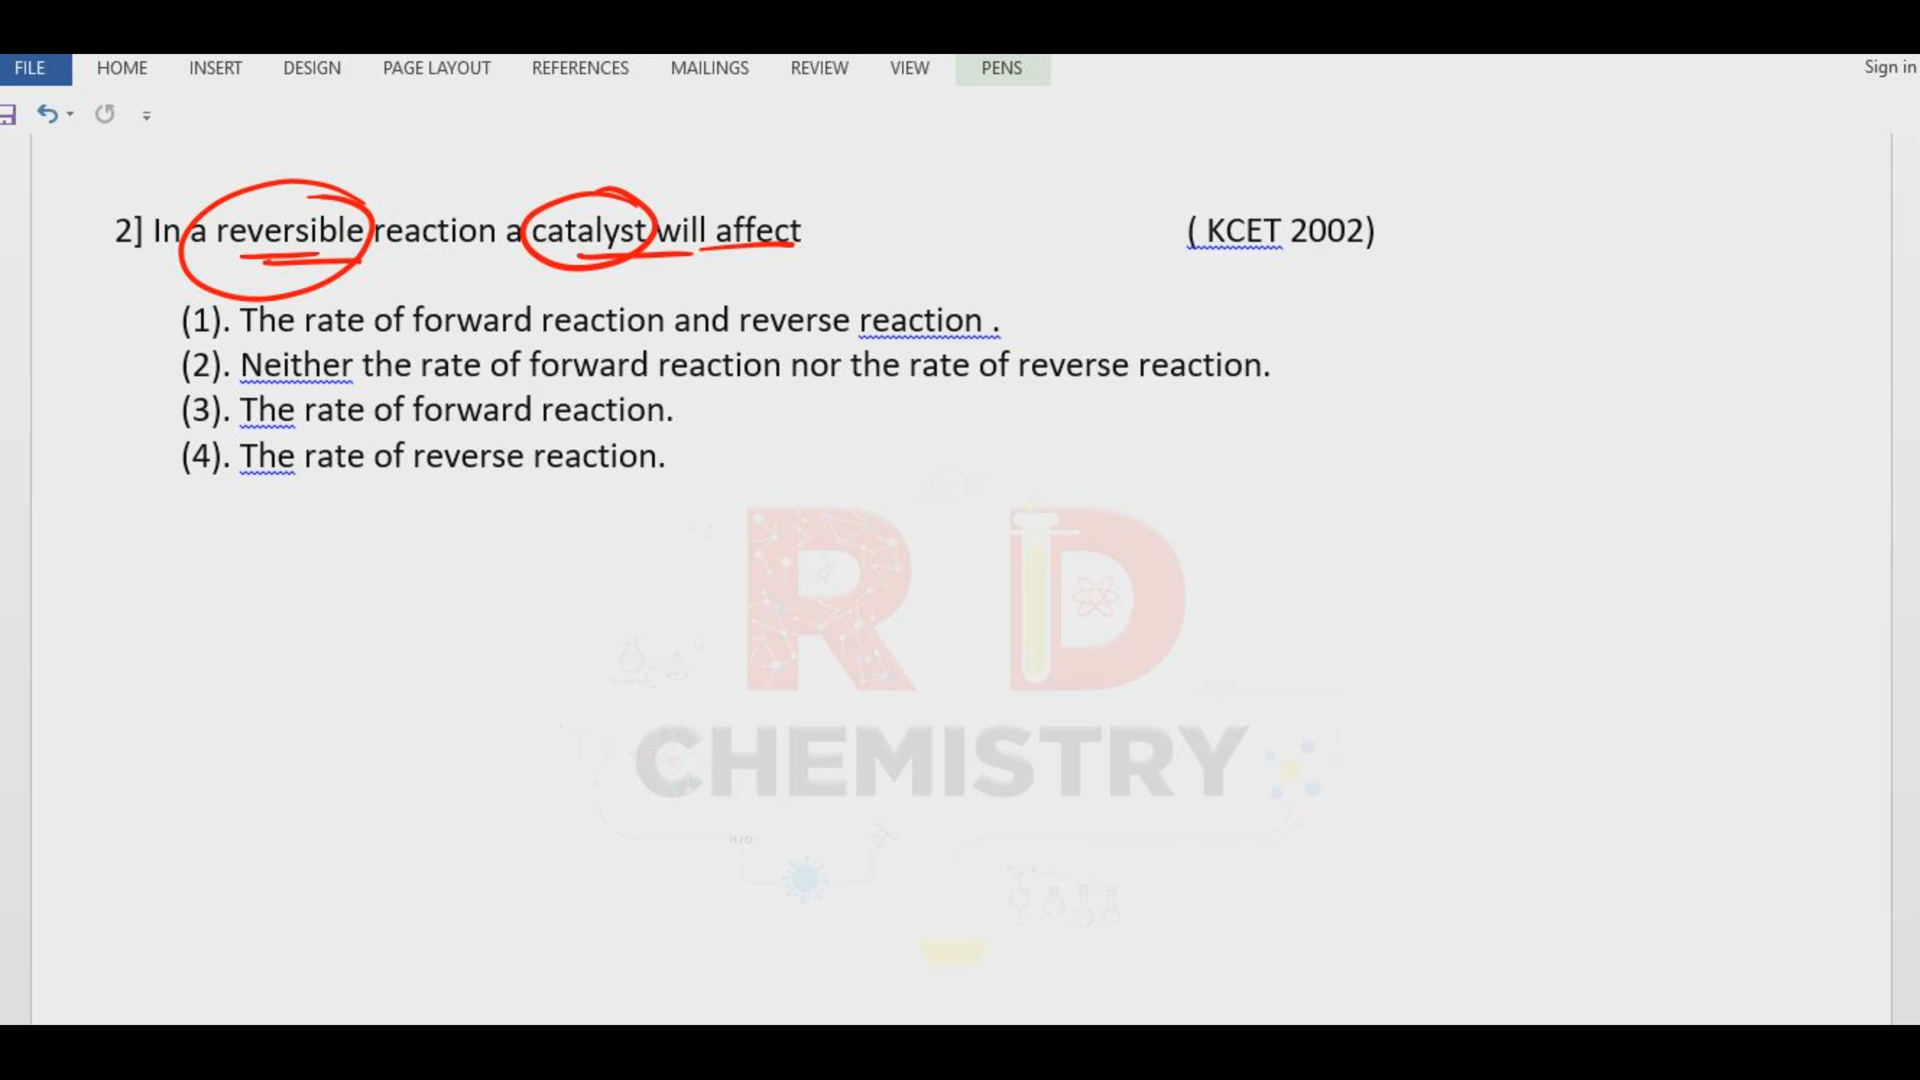 FILE HOME INSERT DESIGN PAGE LAYOUT REFERENCES MAILINGS REVIEW VIEW PENS Sign in
2] In a reversible reaction a catalyst will affect ( KCET 2002)
(1). The rate of forward reaction and reverse reaction .
(2). Neither the rate of forward reaction nor the rate of reverse reaction.
(3). The rate of forward reaction.
(4). The rate of reverse reaction.
R D
CHEMISTRY
H2O